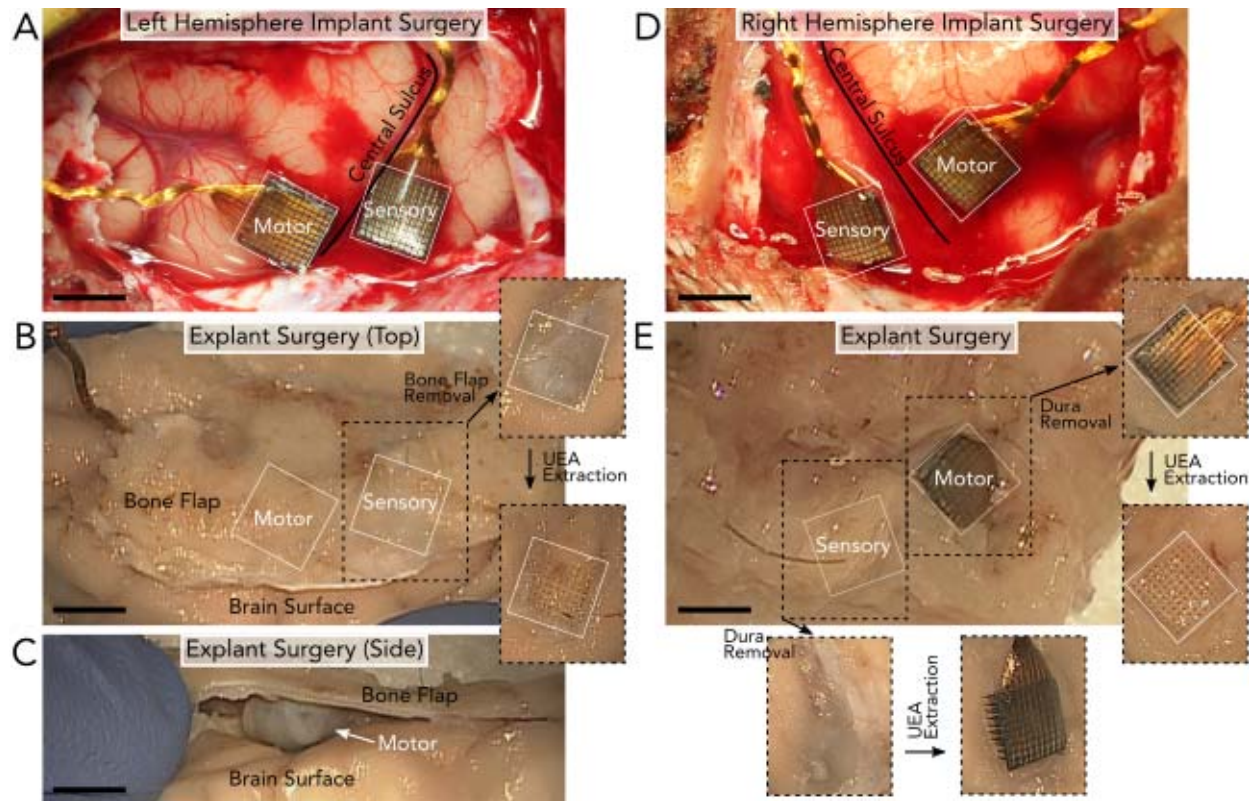 A
Left Hemisphere Implant Surgery
Central Sulcus
Motor
Sensory
D
Right Hemisphere Implant Surgery
Central Sulcus
Motor
Sensory
B
Explant Surgery (Top)
Bone Flap
Removal
UEA
Extraction
Bone Flap
Motor
Sensory
Brain Surface
E
Explant Surgery
Dura
Removal
UEA
Extraction
Motor
Sensory
Dura
Removal
UEA
Extraction
C
Explant Surgery (Side)
Bone Flap
Motor
Brain Surface